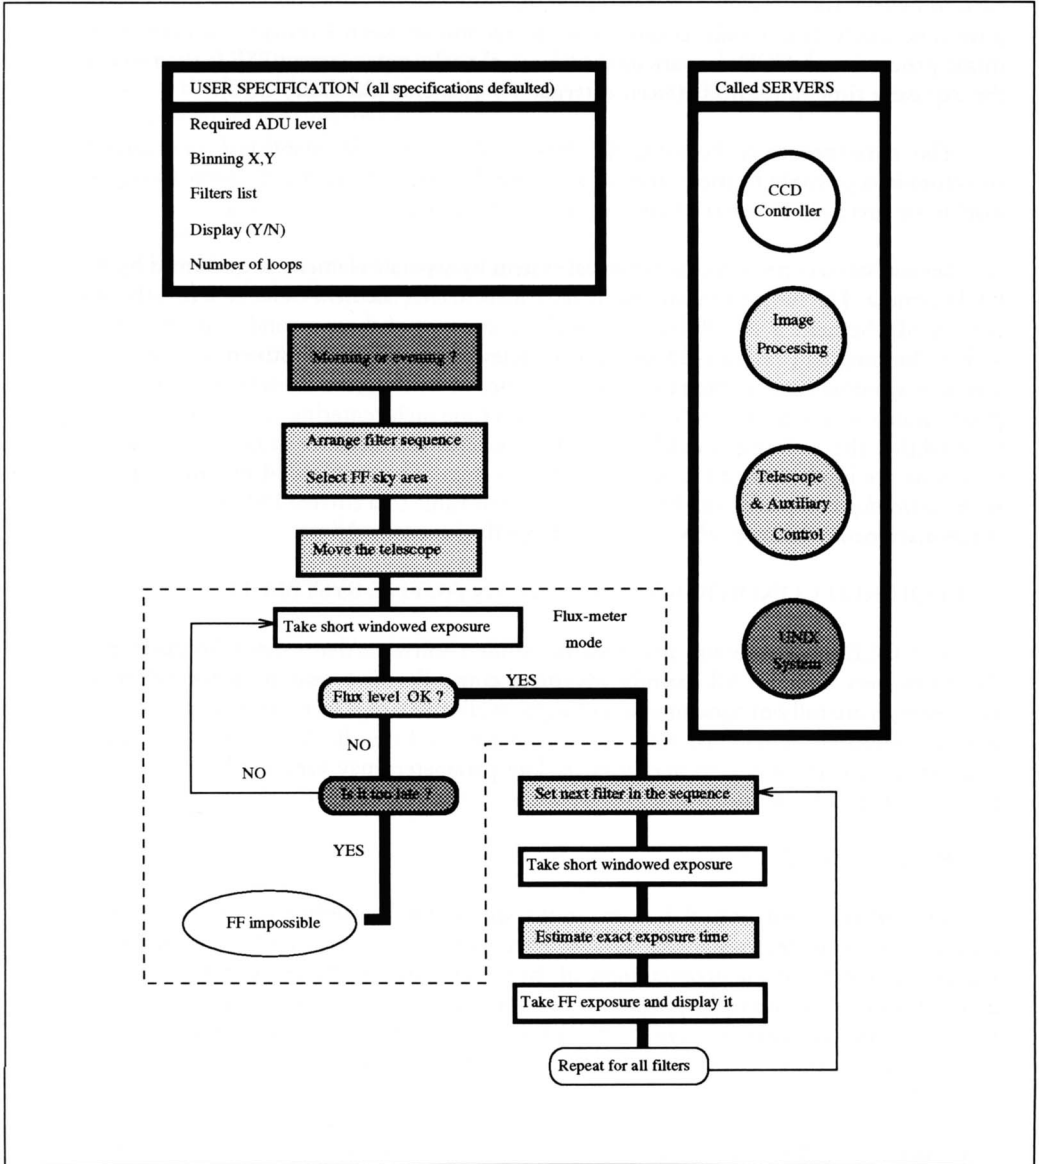 USER SPECIFICATION (all specifications defaulted)
Required ADU level
Binning X,Y
Filters list
Display (Y/N)
Number of loops
Called SERVERS
CCD
Controller
Image
Processing
Telescope
& Auxiliary
Control
UNIX
System
Morning or evening ?
Arrange filter sequence
Select FF sky area
Move the telescope
Take short windowed exposure
Flux-meter
mode
Flux level OK ?
YES
NO
NO
Is it too late ?
YES
FF impossible
Set next filter in the sequence
Take short windowed exposure
Estimate exact exposure time
Take FF exposure and display it
Repeat for all filters